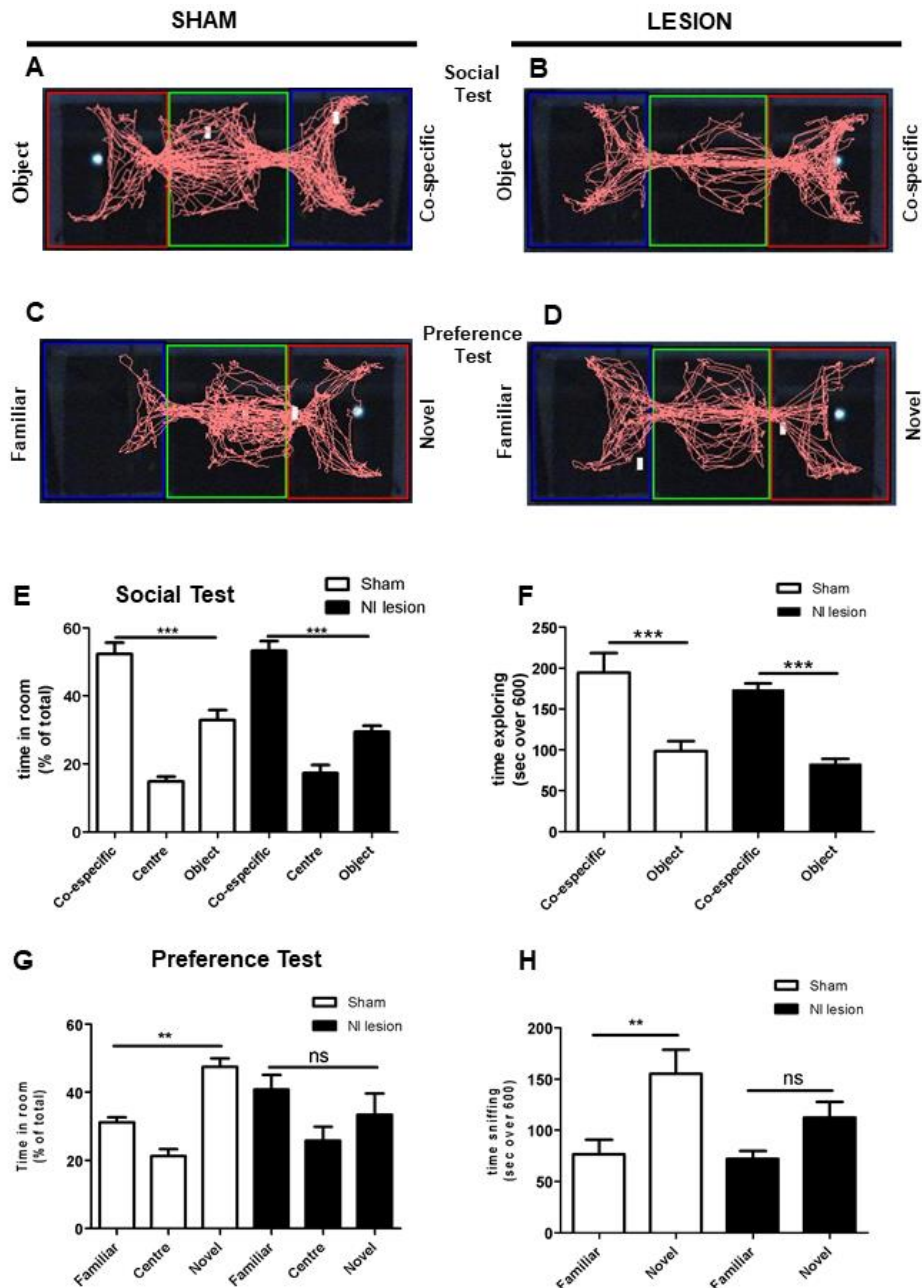 SHAM
LESION
A
Social
Test
B
Object
Co-specific
Object
Co-specific
C
Preference
Test
D
Familiar
Novel
Familiar
Novel
E
Social Test
Sham
NI lesion
60
40
20
0
time in room
(% of total)
***
***
Co-especific
Centre
Object
Co-especific
Centre
Object
F
Sham
NI lesion
250
200
150
100
50
0
time exploring
(sec over 600)
***
***
Co-especific
Object
Co-especific
Object
G
Preference Test
Sham
NI lesion
60
40
20
0
Time in room
(% of total)
**
ns
Familiar
Centre
Novel
Familiar
Centre
Novel
H
Sham
NI lesion
200
150
100
50
0
time sniffing
(sec over 600)
**
ns
Familiar
Novel
Familiar
Novel